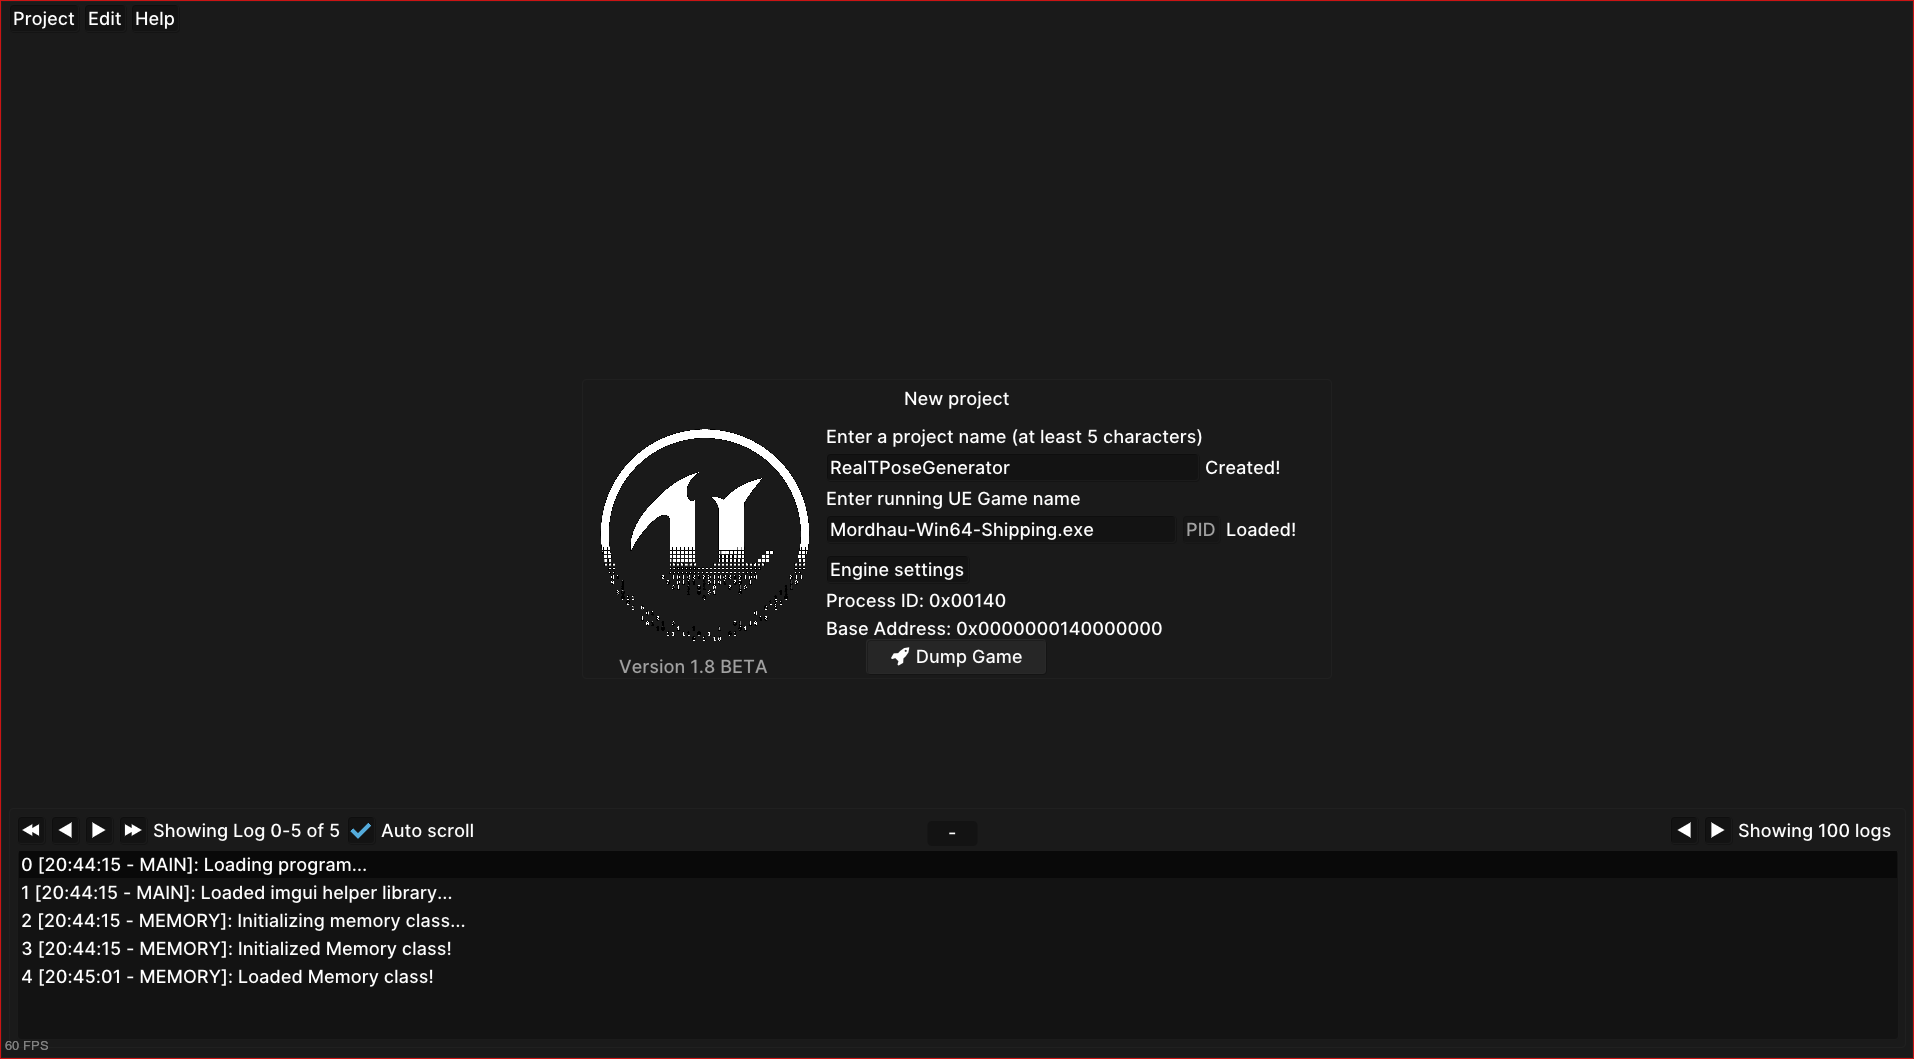 Project Edit Help
New project
Enter a project name (at least 5 characters)
RealTPoseGenerator Created!
Enter running UE Game name
Mordhau-Win64-Shipping.exe PID Loaded!
Engine settings
Process ID: 0x00140
Base Address: 0x0000000140000000
Version 1.8 BETA
Dump Game
Showing Log 0-5 of 5 Auto scroll - Showing 100 logs
0 [20:44:15 - MAIN]: Loading program...
1 [20:44:15 - MAIN]: Loaded imgui helper library...
2 [20:44:15 - MEMORY]: Initializing memory class...
3 [20:44:15 - MEMORY]: Initialized Memory class!
4 [20:45:01 - MEMORY]: Loaded Memory class!
60 FPS